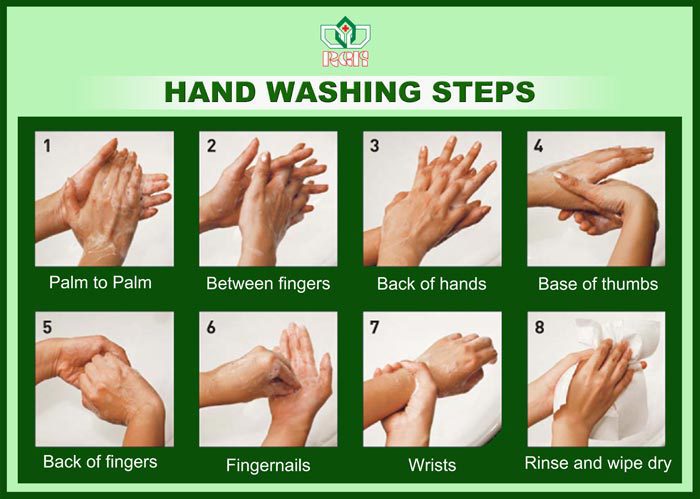 RGH
HAND WASHING STEPS
1
Palm to Palm
2
Between fingers
3
Back of hands
4
Base of thumbs
5
Back of fingers
6
Fingernails
7
Wrists
8
Rinse and wipe dry